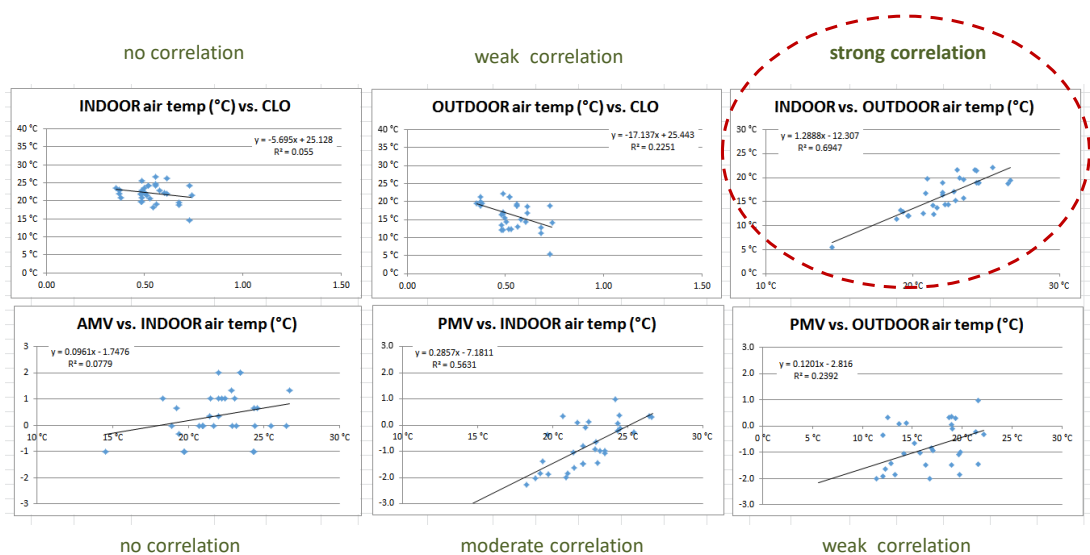 no correlation
weak correlation
strong correlation
INDOOR air temp (°C) vs. CLO
40 °C
35 °C
30 °C
25 °C
20 °C
15 °C
10 °C
5 °C
0 °C
y = -5.695x + 25.128
R² = 0.055
0.00
0.50
1.00
1.50
OUTDOOR air temp (°C) vs. CLO
40 °C
35 °C
30 °C
25 °C
20 °C
15 °C
10 °C
5 °C
0 °C
y = -17.137x + 25.443
R² = 0.2251
0.00
0.50
1.00
1.50
INDOOR vs. OUTDOOR air temp (°C)
30 °C
25 °C
20 °C
15 °C
10 °C
5 °C
0 °C
y = 1.2888x - 12.307
R² = 0.6947
10 °C
20 °C
30 °C
AMV vs. INDOOR air temp (°C)
3
2
1
0
-1
-2
-3
y = 0.0961x - 1.7476
R² = 0.0779
10 °C
15 °C
20 °C
25 °C
30 °C
PMV vs. INDOOR air temp (°C)
3.0
2.0
1.0
0.0
-1.0
-2.0
-3.0
y = 0.2857x - 7.1811
R² = 0.5631
10 °C
15 °C
20 °C
25 °C
30 °C
PMV vs. OUTDOOR air temp (°C)
3.0
2.0
1.0
0.0
-1.0
-2.0
-3.0
y = 0.1201x - 2.816
R² = 0.2392
0 °C
5 °C
10 °C
15 °C
20 °C
25 °C
30 °C
no correlation
moderate correlation
weak correlation